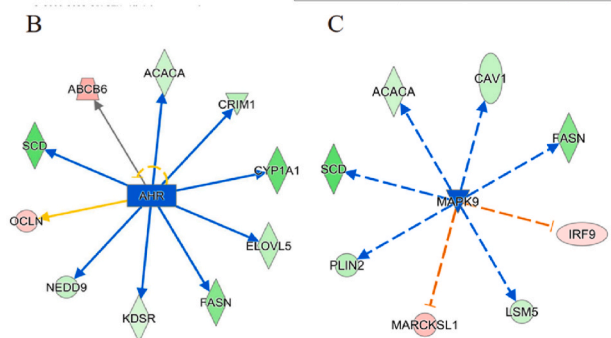 B
C
ACACA
ABCB6
CRIM1
SCD
CYP1A1
AHR
OCLN
ELOVL5
NEDD9
FASN
KDSR
CAV1
ACACA
FASN
SCD
MAPK9
IRF9
PLIN2
LSM5
MARCKSL1